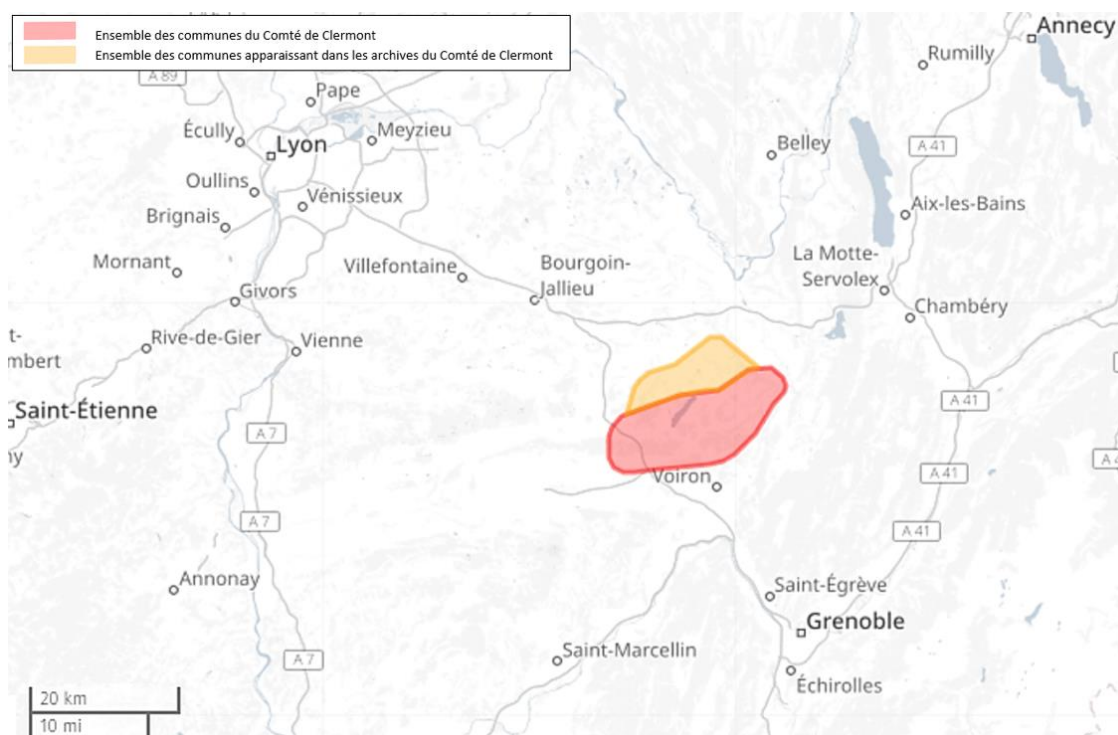 Ensemble des communes du Comté de Clermont
Ensemble des communes apparaissant dans les archives du Comté de Clermont
Annecy
Rumilly
A 89
Pape
Écully
Meyzieu
Lyon
Belley
A 41
Oullins
Vénissieux
Brignais
Aix-les-Bains
Mornant
Villefontaine
Bourgoin-
Jallieu
La Motte-
Servolex
Givors
Chambéry
t-
mbert
Rive-de-Gier
Vienne
Saint-Étienne
A 41
A 7
ny
Voiron
A 41
A 7
A 41
Annonay
Saint-Égrève
Grenoble
Saint-Marcellin
A 7
Échirolles
20 km
10 mi